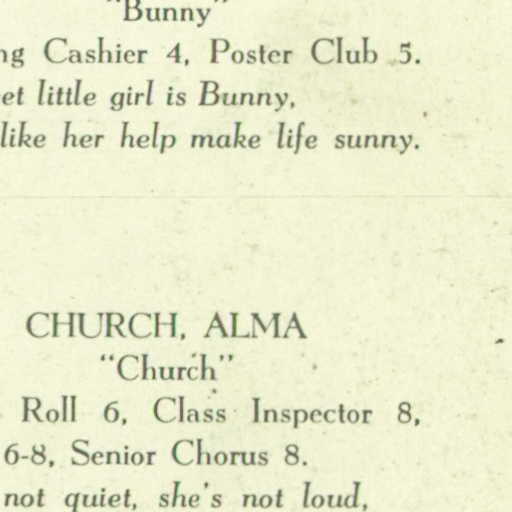 "Bunny"
ng Cashier 4, Poster Club 5.
et little girl is Bunny,
like her help make life sunny.
CHURCH, ALMA
"Church"
Roll 6, Class Inspector 8,
6-8, Senior Chorus 8.
not quiet, she's not loud,